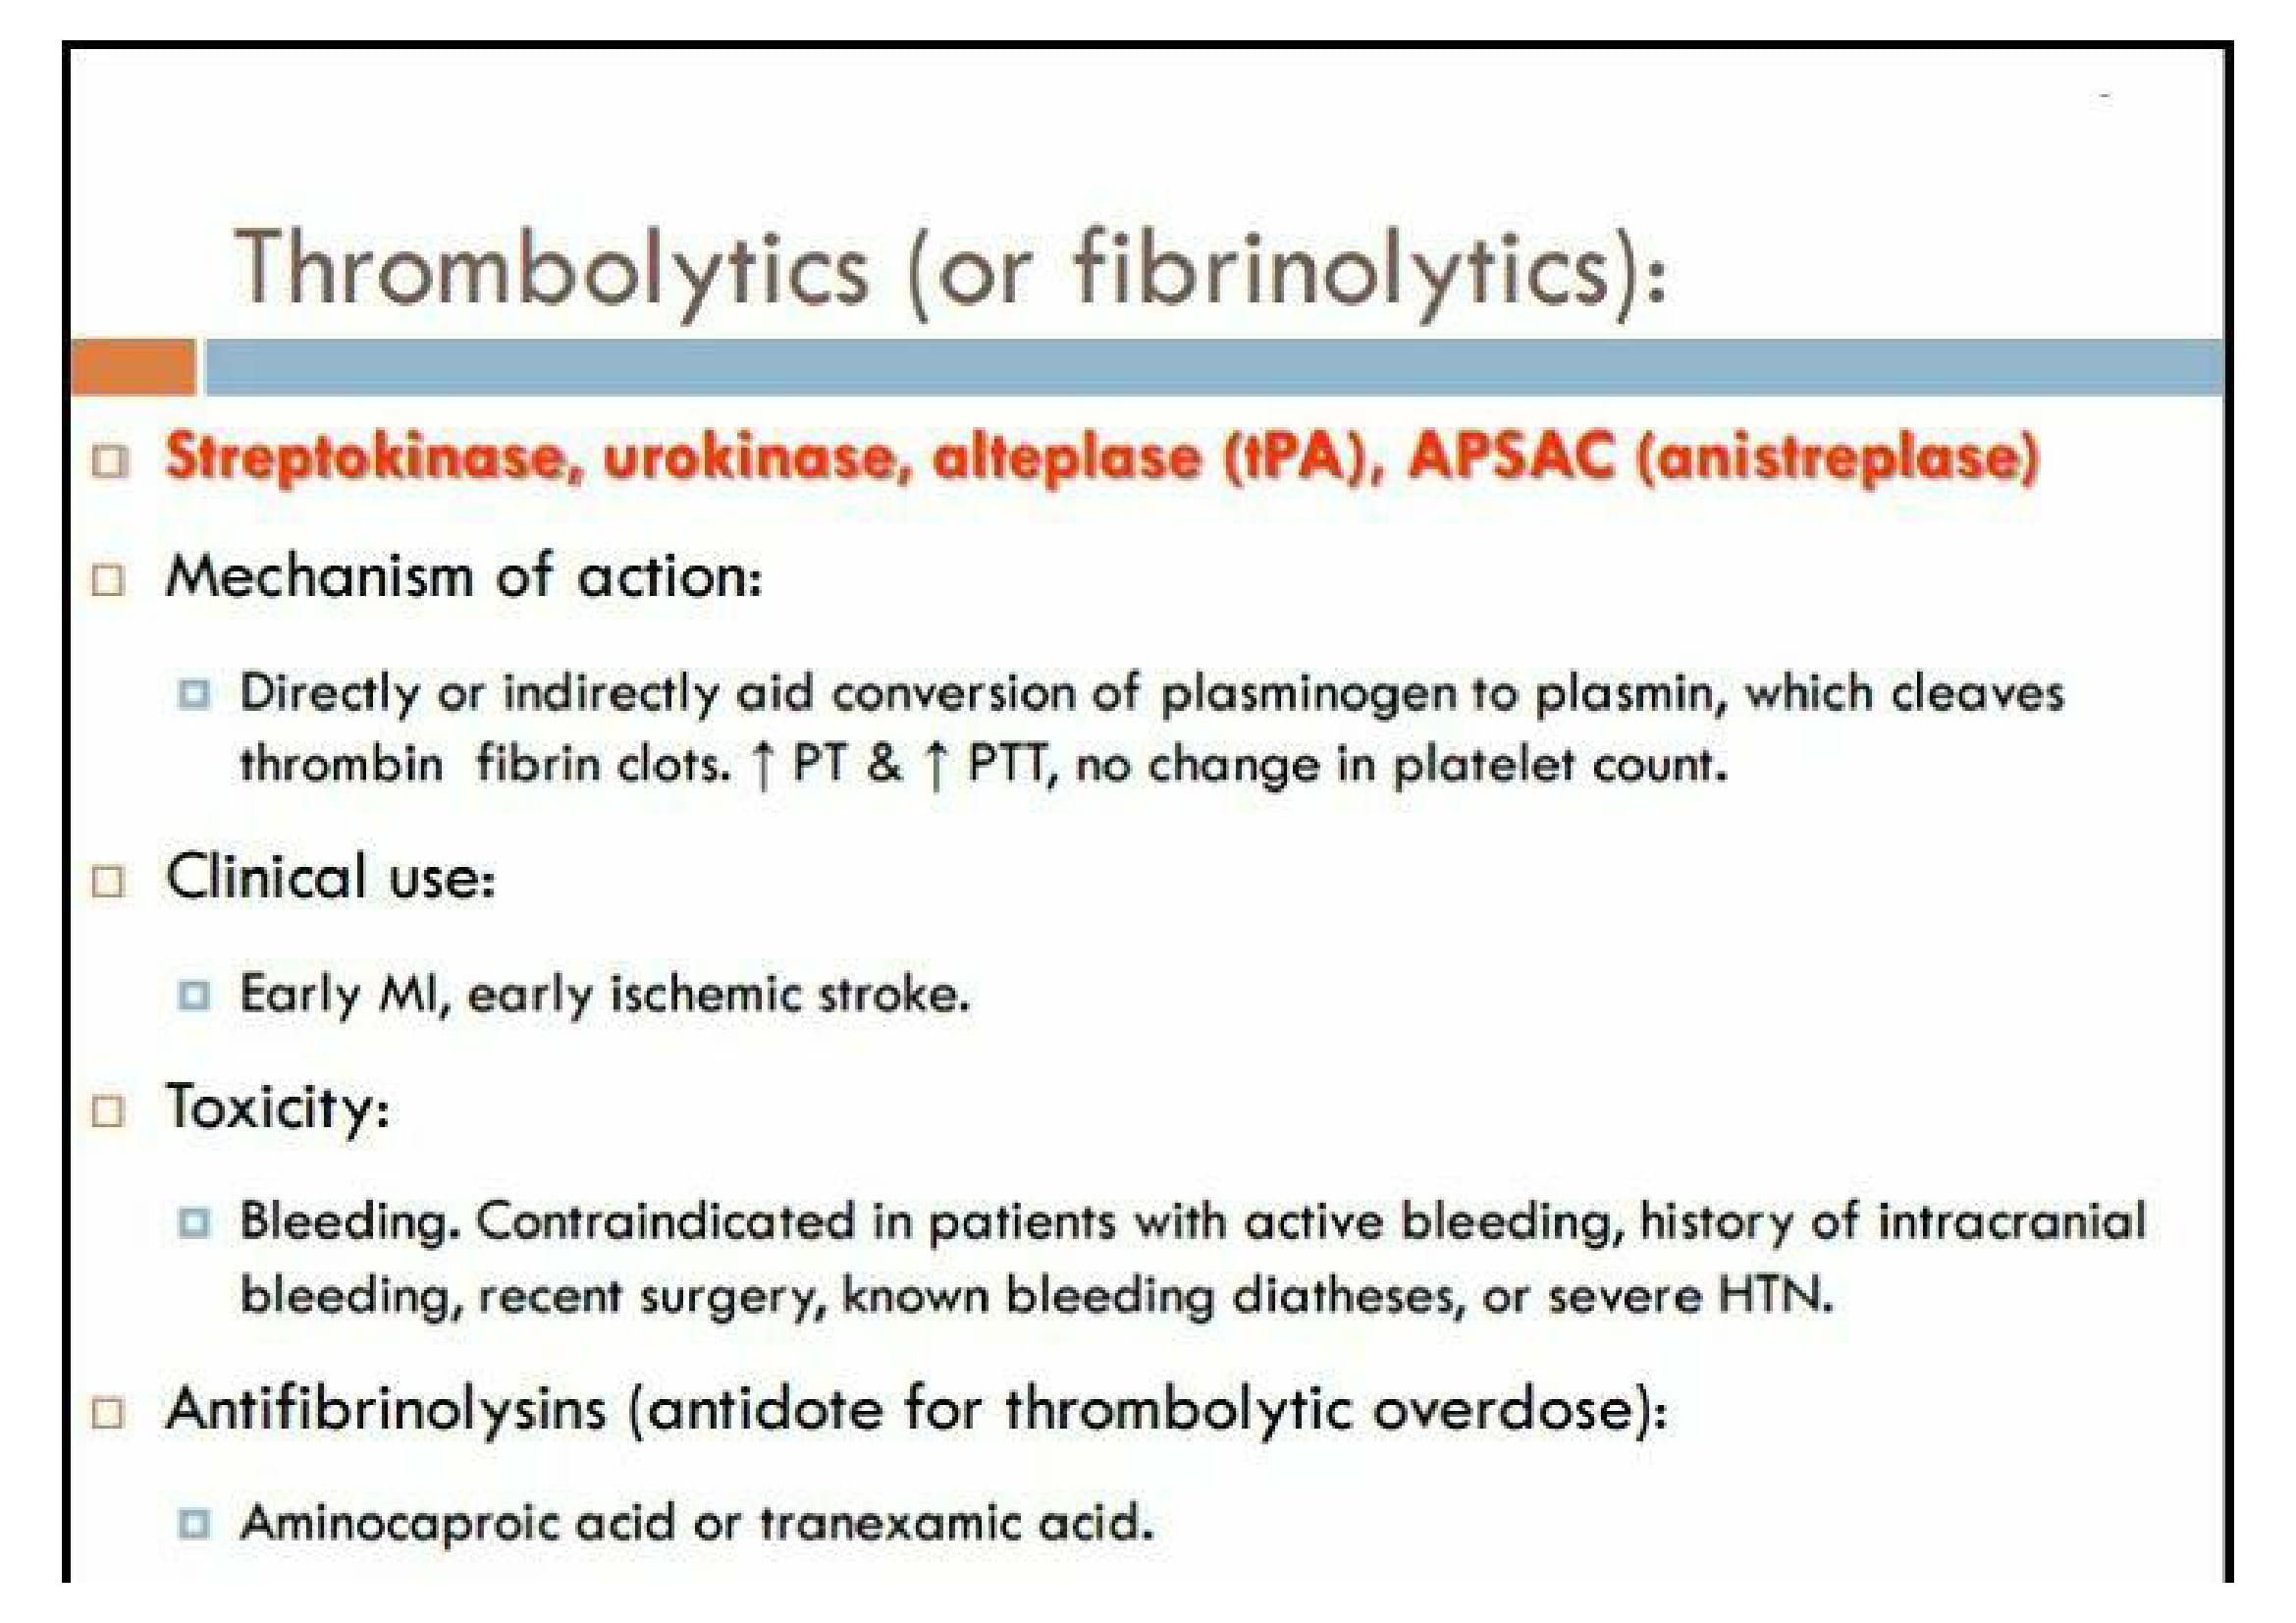 Thrombolytics (or fibrinolytics):
Streptokinase, urokinase, alteplase (tPA), APSAC (anistreplase)
Mechanism of action:
Directly or indirectly aid conversion of plasminogen to plasmin, which cleaves
thrombin fibrin clots. ↑ PT & ↑ PTT, no change in platelet count.
Clinical use:
Early MI, early ischemic stroke.
Toxicity:
Bleeding. Contraindicated in patients with active bleeding, history of intracranial
bleeding, recent surgery, known bleeding diatheses, or severe HTN.
Antifibrinolysins (antidote for thrombolytic overdose):
Aminocaproic acid or tranexamic acid.